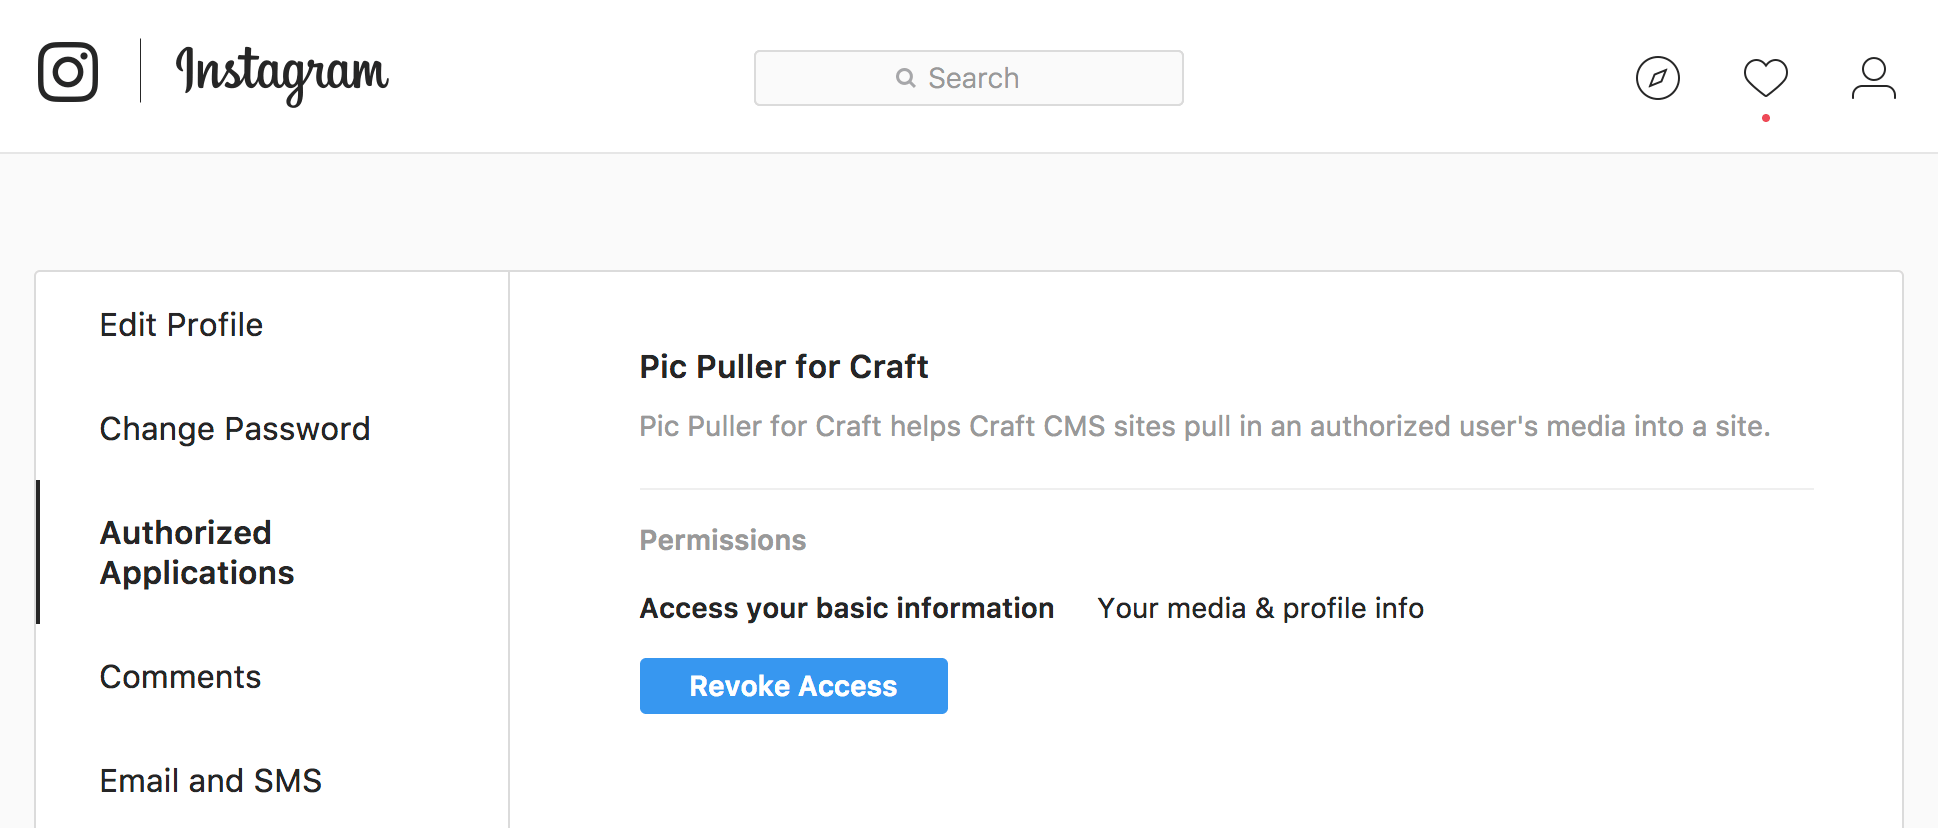 Instagram
Search
Edit Profile
Change Password
Authorized
Applications
Comments
Email and SMS
Pic Puller for Craft
Pic Puller for Craft helps Craft CMS sites pull in an authorized user's media into a site.
Permissions
Access your basic information Your media & profile info
Revoke Access